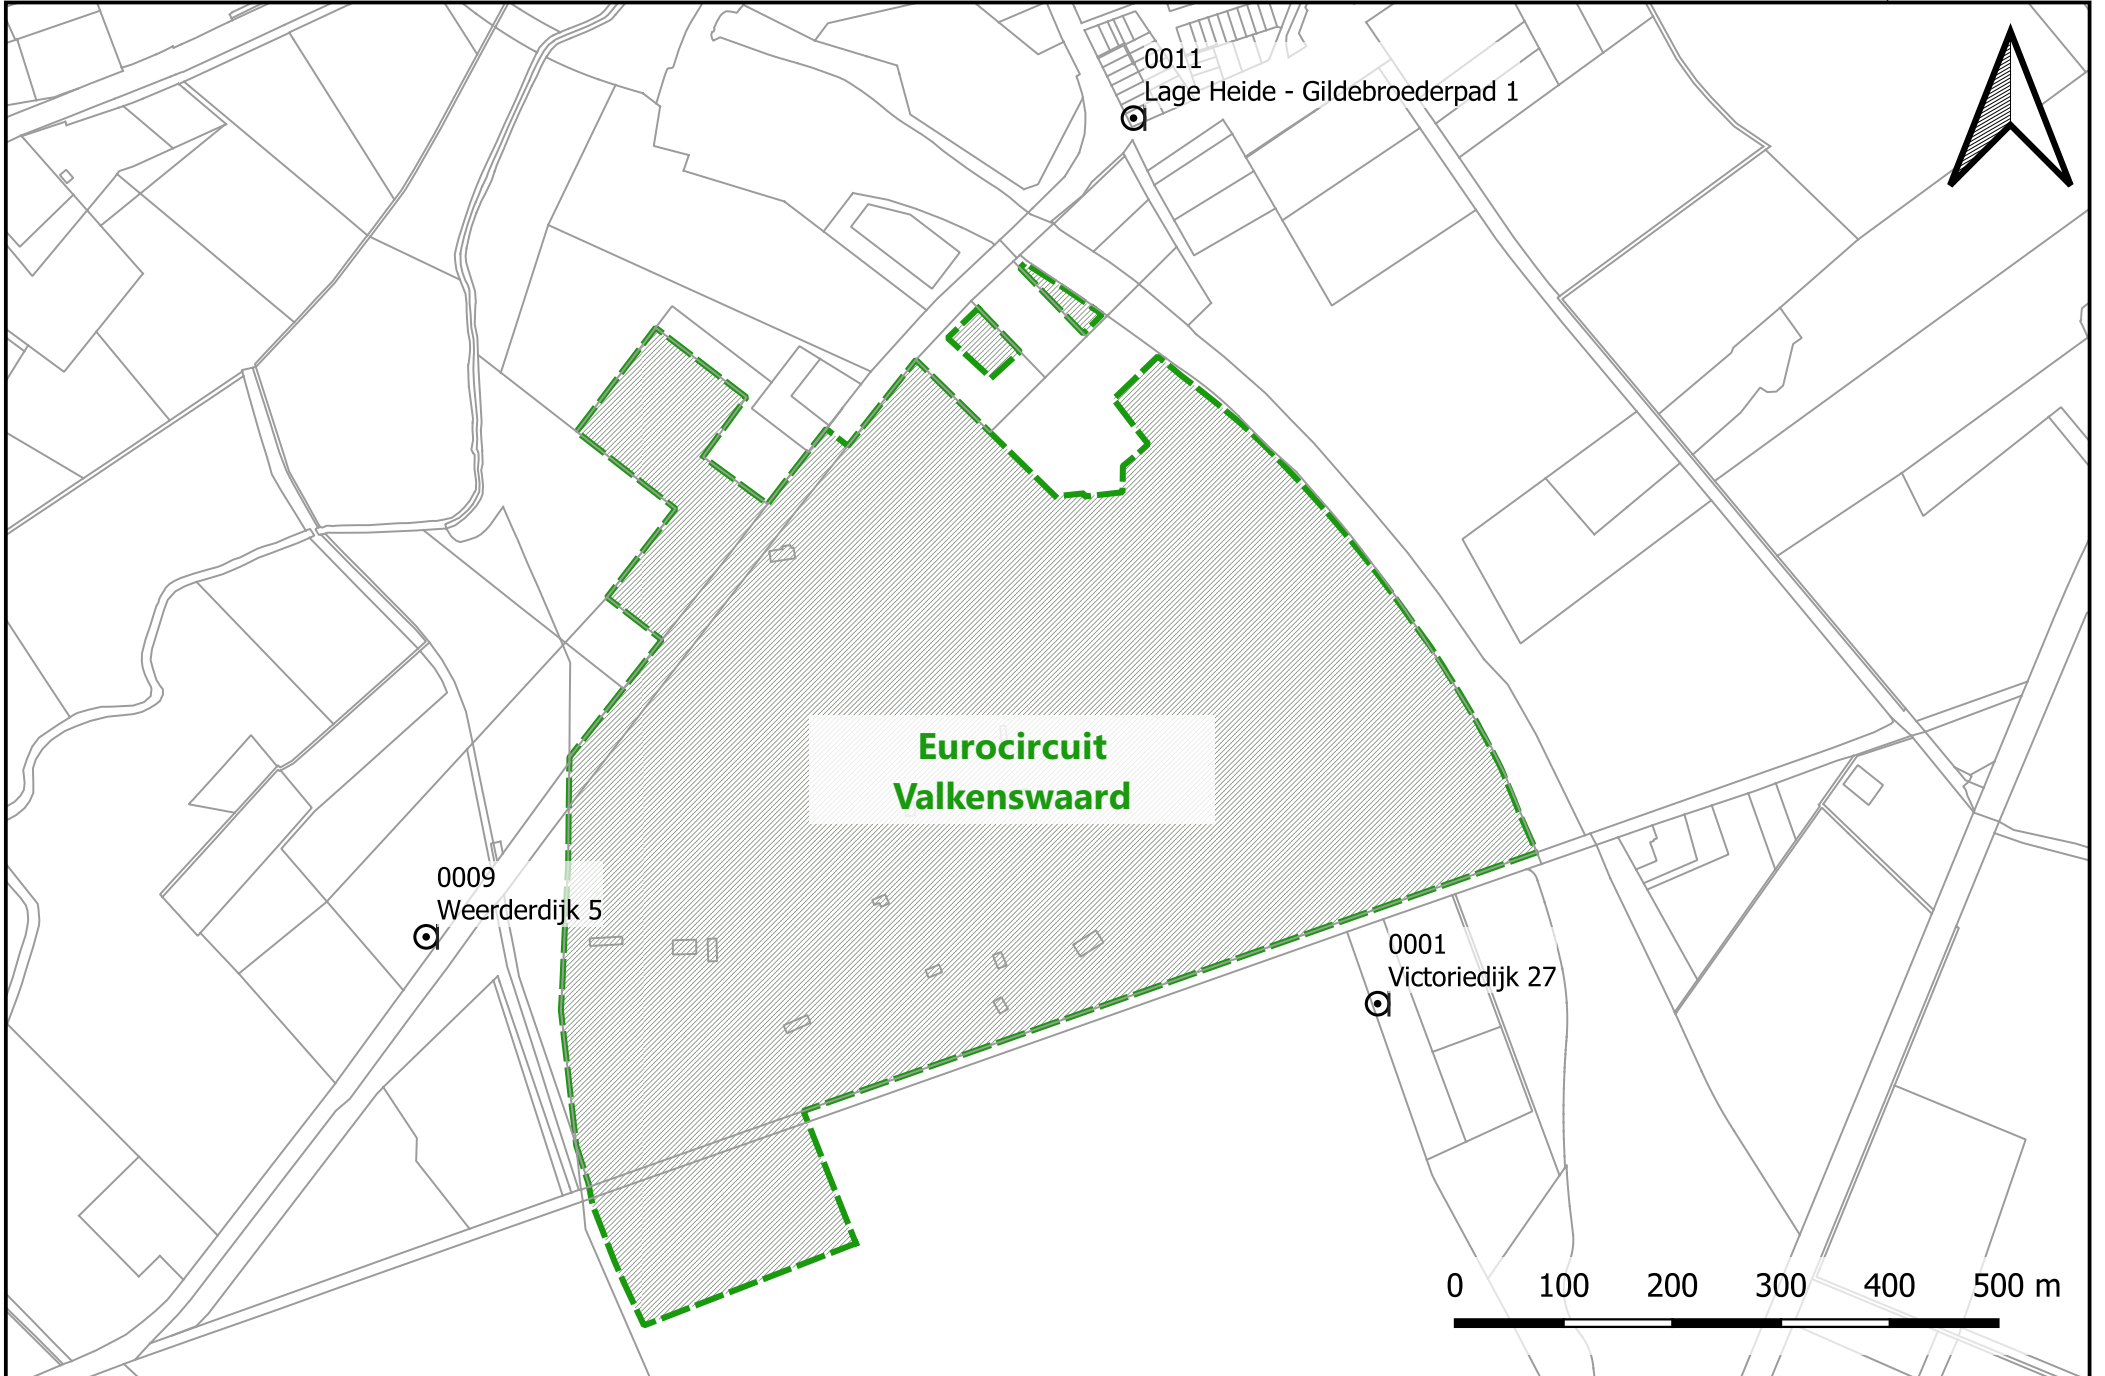 0011
Lage Heide - Gildebroederpad 1
Eurocircuit
Valkenswaard
0009
Weerderdijk 5
0001
Victoriedijk 27
0 100 200 300 400 500 m